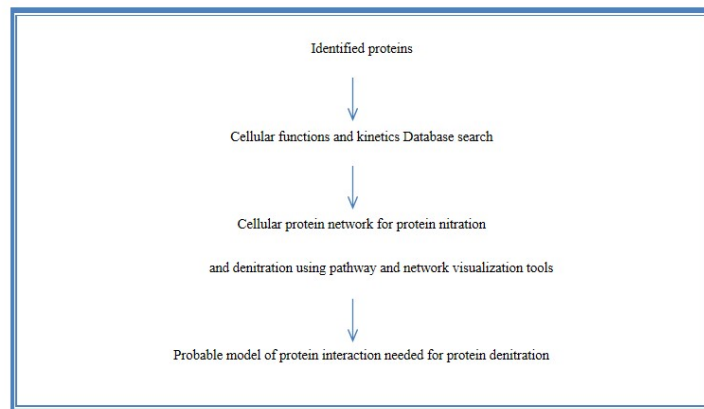 Identified proteins
Cellular functions and kinetics Database search
Cellular protein network for protein nitration
and denitration using pathway and network visualization tools
Probable model of protein interaction needed for protein denitration